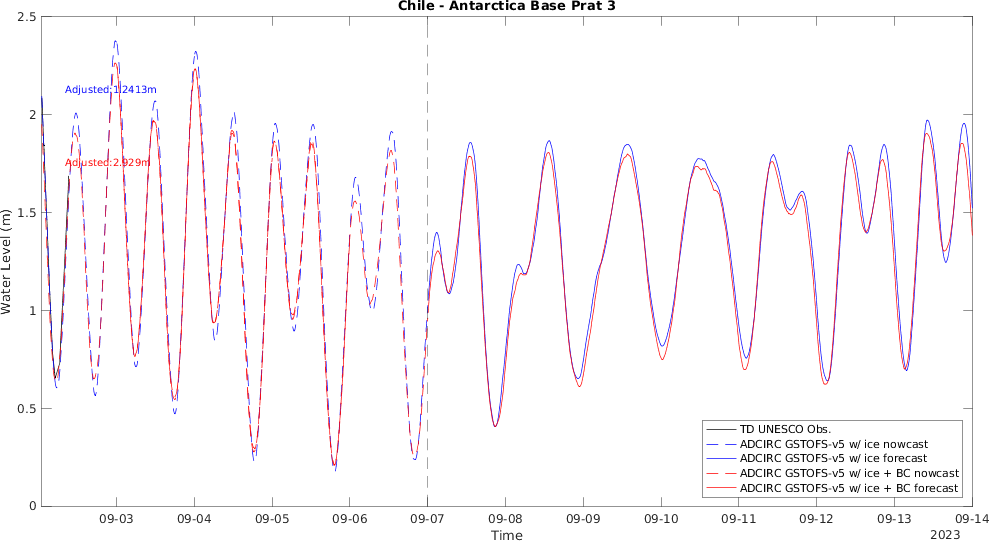 Chile - Antarctica Base Prat 3
2.5
2
1.5
1
0.5
0
Water Level (m)
Adjusted:1.2413m
Adjusted:2.929m
TD UNESCO Obs.
ADCIRC GSTOFS-v5 w/ ice nowcast
ADCIRC GSTOFS-v5 w/ ice forecast
ADCIRC GSTOFS-v5 w/ ice + BC nowcast
ADCIRC GSTOFS-v5 w/ ice + BC forecast
09-03 09-04 09-05 09-06 09-07 09-08 09-09 09-10 09-11 09-12 09-13 09-14
Time
2023